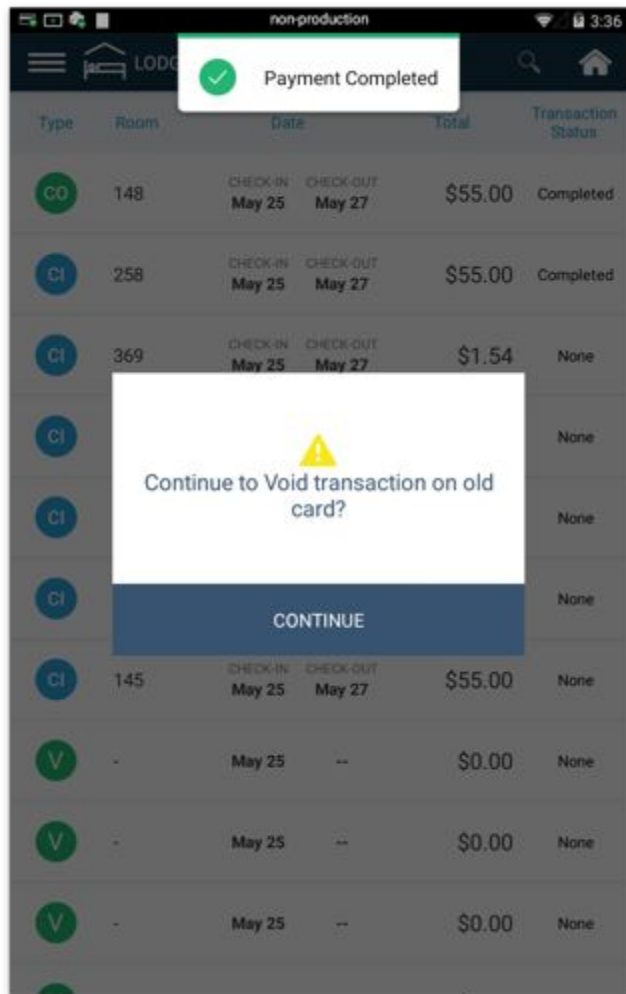 non-production 3:36
LODG
Payment Completed
Type Room Date Total Transaction Status
CO 148 CHECK-IN May 25 CHECK-OUT May 27 $55.00 Completed
CI 258 CHECK-IN May 25 CHECK-OUT May 27 $55.00 Completed
CI 369 CHECK-IN May 25 CHECK-OUT May 27 $1.54 None
CI None
CI None
CI None
Continue to Void transaction on old
card?
CONTINUE
CI 145 CHECK-IN May 25 CHECK-OUT May 27 $55.00 None
V - May 25 -- $0.00 None
V - May 25 -- $0.00 None
V - May 25 -- $0.00 None